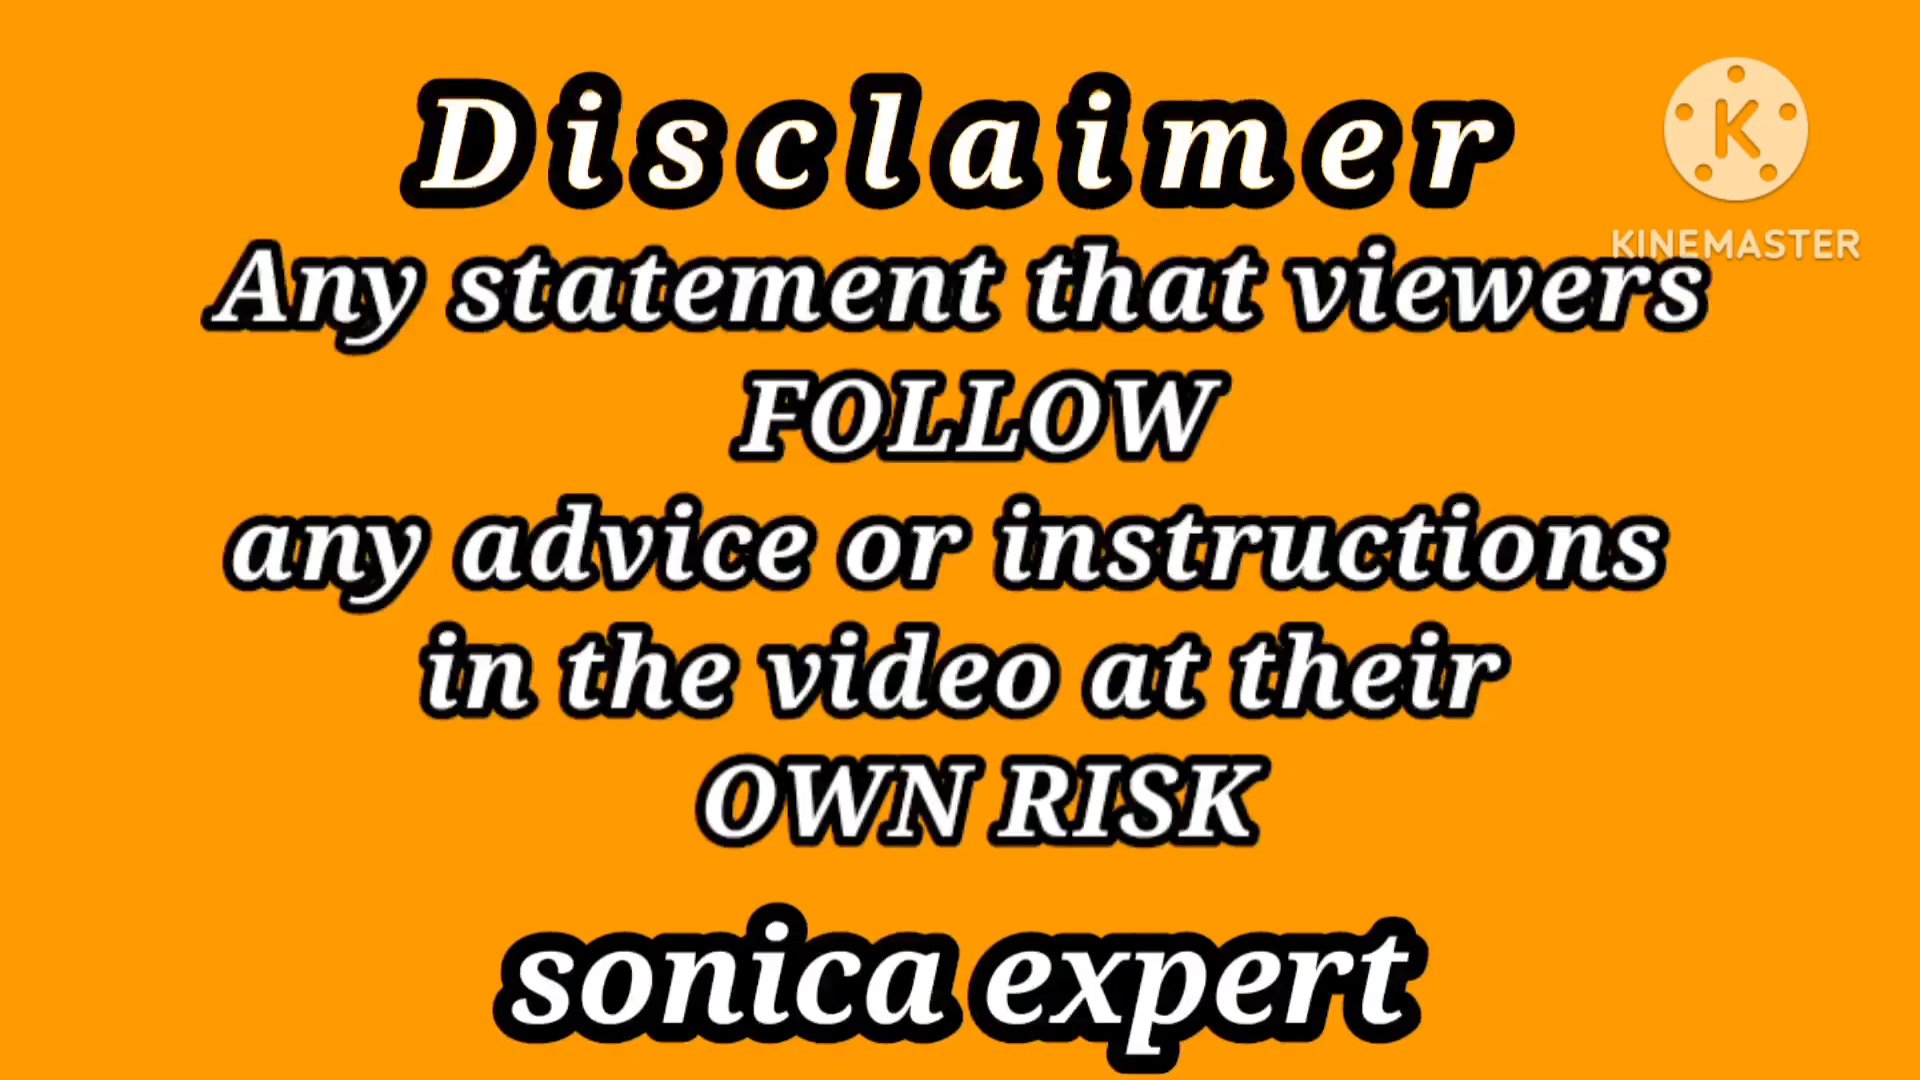 Disclaimer
K
KINEMASTER
Any statement that viewers
FOLLOW
any advice or instructions
in the video at their
OWN RISK
sonica expert